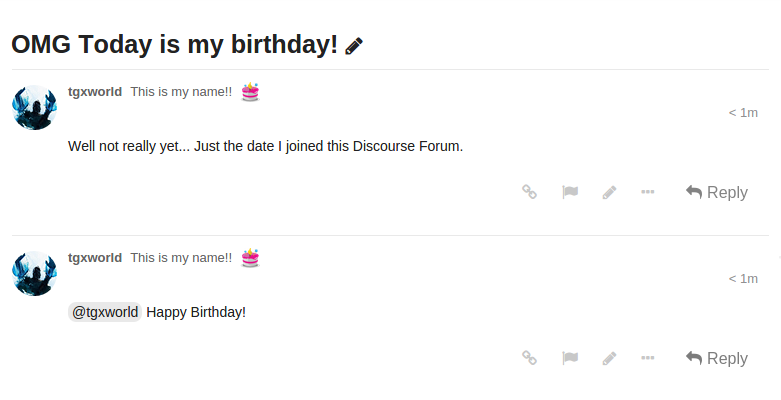 OMG Today is my birthday!
tgxworld This is my name!!
< 1m
Well not really yet... Just the date I joined this Discourse Forum.
Reply
tgxworld This is my name!!
< 1m
@tgxworld Happy Birthday!
Reply